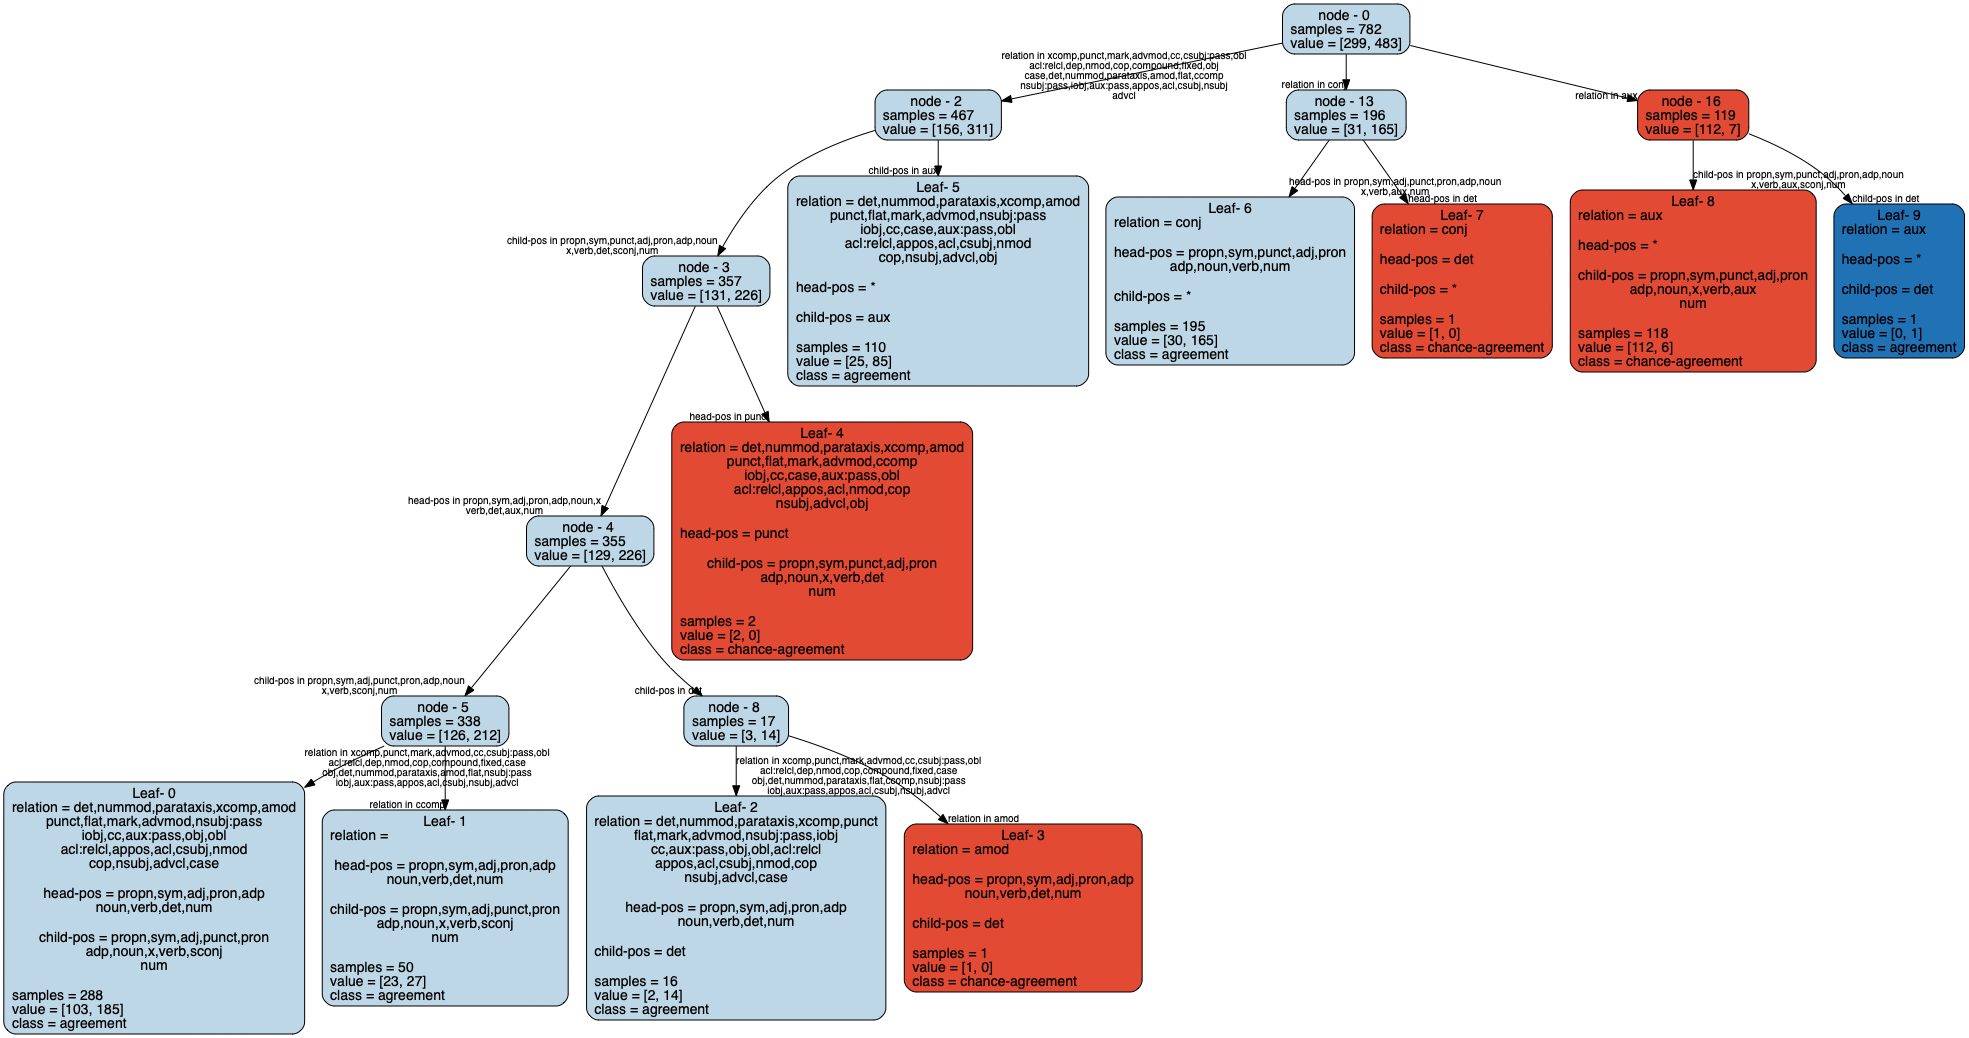 node - 0
samples = 782
value = [299, 483]
relation in xcomp,punct,mark,advmod,cc,csubj:pass,obl
acl:relcl,dep,nmod,cop,compound,fixed,obj
case,det,nummod,parataxis,amod,flat,ccomp
nsubj:pass,iobj,aux:pass,appos,acl,csubj,nsubj
advcl
relation in conj
relation in aux
node - 2
samples = 467
value = [156, 311]
node - 13
samples = 196
value = [31, 165]
node - 16
samples = 119
value = [112, 7]
child-pos in aux
head-pos in propn,sym,adj,punct,pron,adp,noun
x,verb,aux,num
head-pos in det
child-pos in propn,sym,punct,adj,pron,adp,noun
x,verb,aux,sconj,num
child-pos in det
Leaf- 5
relation = det,nummod,parataxis,xcomp,amod
punct,flat,mark,advmod,nsubj:pass
iobj,cc,case,aux:pass,obl
acl:relcl,appos,acl,csubj,nmod
cop,nsubj,advcl,obj
head-pos = *
child-pos = aux
samples = 110
value = [25, 85]
class = agreement
Leaf- 6
relation = conj
head-pos = propn,sym,punct,adj,pron
adp,noun,verb,num
child-pos = *
samples = 195
value = [30, 165]
class = agreement
Leaf- 7
relation = conj
head-pos = det
child-pos = *
samples = 1
value = [1, 0]
class = chance-agreement
Leaf- 8
relation = aux
head-pos = *
child-pos = propn,sym,punct,adj,pron
adp,noun,x,verb,aux
num
samples = 118
value = [112, 6]
class = chance-agreement
Leaf- 9
relation = aux
head-pos = *
child-pos = det
samples = 1
value = [0, 1]
class = agreement
child-pos in propn,sym,punct,adj,pron,adp,noun
x,verb,det,sconj,num
node - 3
samples = 357
value = [131, 226]
head-pos in punct
Leaf- 4
relation = det,nummod,parataxis,xcomp,amod
punct,flat,mark,advmod,ccomp
iobj,cc,case,aux:pass,obl
acl:relcl,appos,acl,nmod,cop
nsubj,advcl,obj
head-pos = punct
child-pos = propn,sym,punct,adj,pron
adp,noun,x,verb,det
num
samples = 2
value = [2, 0]
class = chance-agreement
head-pos in propn,sym,adj,pron,adp,noun,x
verb,det,aux,num
node - 4
samples = 355
value = [129, 226]
child-pos in propn,sym,adj,punct,pron,adp,noun
x,verb,sconj,num
child-pos in det
node - 5
samples = 338
value = [126, 212]
node - 8
samples = 17
value = [3, 14]
relation in xcomp,punct,mark,advmod,cc,csubj:pass,obl
acl:relcl,dep,nmod,cop,compound,fixed,case
obj,det,nummod,parataxis,amod,flat,nsubj:pass
iobj,aux:pass,appos,acl,csubj,nsubj,advcl
relation in ccomp
relation in xcomp,punct,mark,advmod,cc,csubj:pass,obl
acl:relcl,dep,nmod,cop,compound,fixed,case
obj,det,nummod,parataxis,flat,ccomp,nsubj:pass
iobj,aux:pass,appos,acl,csubj,nsubj,advcl
relation in amod
Leaf- 0
relation = det,nummod,parataxis,xcomp,amod
punct,flat,mark,advmod,nsubj:pass
iobj,cc,aux:pass,obj,obl
acl:relcl,appos,acl,csubj,nmod
cop,nsubj,advcl,case
head-pos = propn,sym,adj,pron,adp
noun,verb,det,num
child-pos = propn,sym,adj,punct,pron
adp,noun,x,verb,sconj
num
samples = 288
value = [103, 185]
class = agreement
Leaf- 1
relation =
head-pos = propn,sym,adj,pron,adp
noun,verb,det,num
child-pos = propn,sym,adj,punct,pron
adp,noun,x,verb,sconj
num
samples = 50
value = [23, 27]
class = agreement
Leaf- 2
relation = det,nummod,parataxis,xcomp,punct
flat,mark,advmod,nsubj:pass,iobj
cc,aux:pass,obj,obl,acl:relcl
appos,acl,csubj,nmod,cop
nsubj,advcl,case
head-pos = propn,sym,adj,pron,adp
noun,verb,det,num
child-pos = det
samples = 16
value = [2, 14]
class = agreement
Leaf- 3
relation = amod
head-pos = propn,sym,adj,pron,adp
noun,verb,det,num
child-pos = det
samples = 1
value = [1, 0]
class = chance-agreement